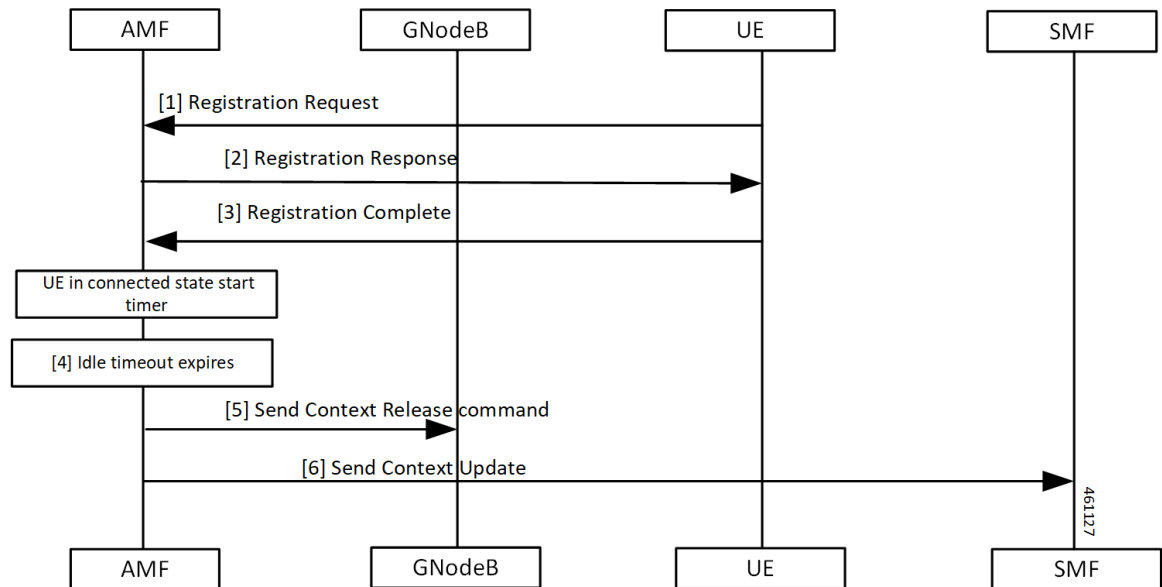 AMF
GNodeB
UE
SMF
[1] Registration Request
[2] Registration Response
[3] Registration Complete
UE in connected state start
timer
[4] Idle timeout expires
[5] Send Context Release command
[6] Send Context Update
461127
AMF
GNodeB
UE
SMF